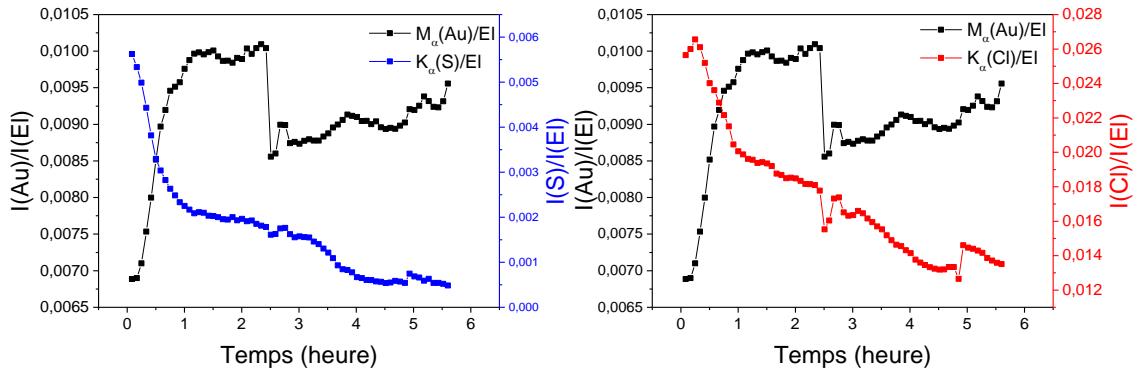 0,0105
0,0100
0,0095
0,0090
0,0085
0,0080
0,0075
0,0070
0,0065
I(Au)/I(El)
0 1 2 3 4 5 6
Temps (heure)
Mα(Au)/El
Kα(S)/El
0,006
0,005
0,004
0,003
0,002
0,001
0,000
I(S)/I(El)
0,0105
0,0100
0,0095
0,0090
0,0085
0,0080
0,0075
0,0070
0,0065
I(Au)/I(El)
0 1 2 3 4 5 6
Temps (heure)
Mα(Au)/El
Kα(Cl)/El
0,028
0,026
0,024
0,022
0,020
0,018
0,016
0,014
0,012
I(Cl)/I(El)